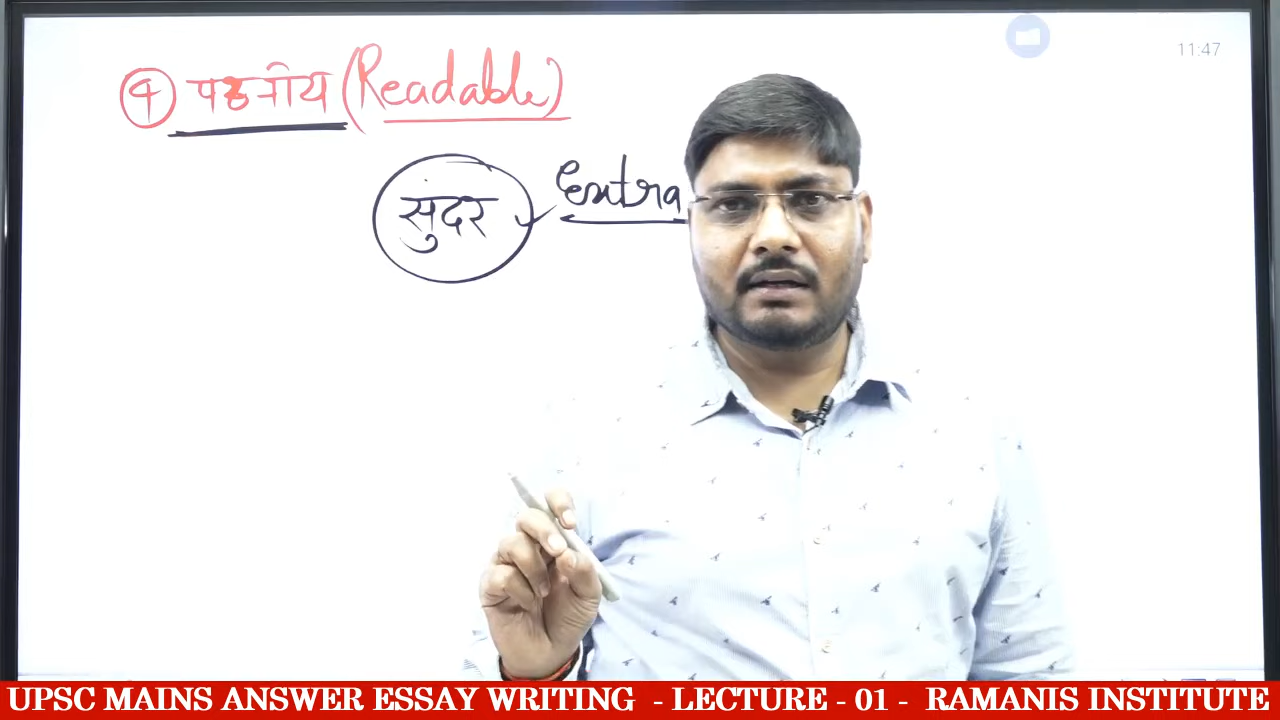 ④ पठनीय (Readable)
11:47
सुंदर Extra
UPSC MAINS ANSWER ESSAY WRITING - LECTURE - 01 - RAMANIS INSTITUTE